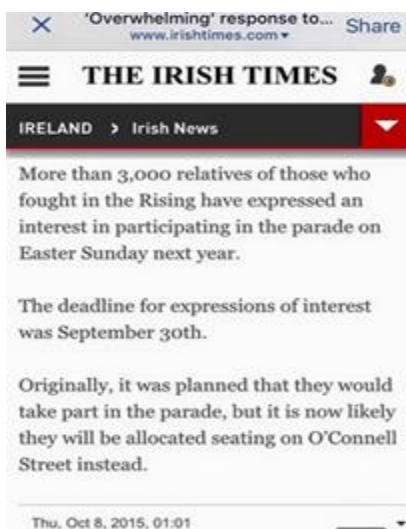 'Overwhelming' response to...
www.irishtimes.com
Share
THE IRISH TIMES
IRELAND > Irish News
More than 3,000 relatives of those who
fought in the Rising have expressed an
interest in participating in the parade on
Easter Sunday next year.
The deadline for expressions of interest
was September 30th.
Originally, it was planned that they would
take part in the parade, but it is now likely
they will be allocated seating on O'Connell
Street instead.
Thu, Oct 8, 2015, 01:01